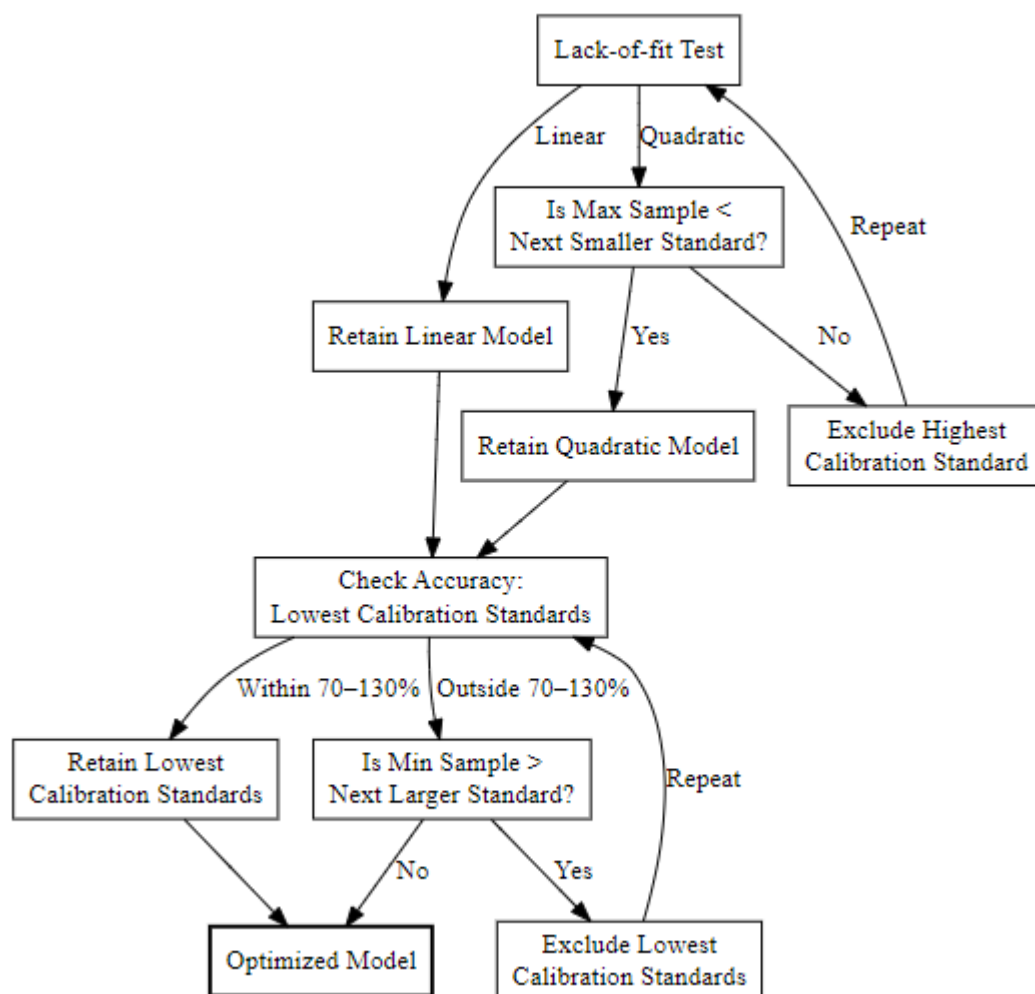 Lack-of-fit Test
Linear
Quadratic
Is Max Sample <
Next Smaller Standard?
Repeat
Retain Linear Model
Yes
No
Retain Quadratic Model
Exclude Highest
Calibration Standard
Check Accuracy:
Lowest Calibration Standards
Within 70–130%
Outside 70–130%
Retain Lowest
Calibration Standards
Is Min Sample >
Next Larger Standard?
Repeat
No
Yes
Optimized Model
Exclude Lowest
Calibration Standards